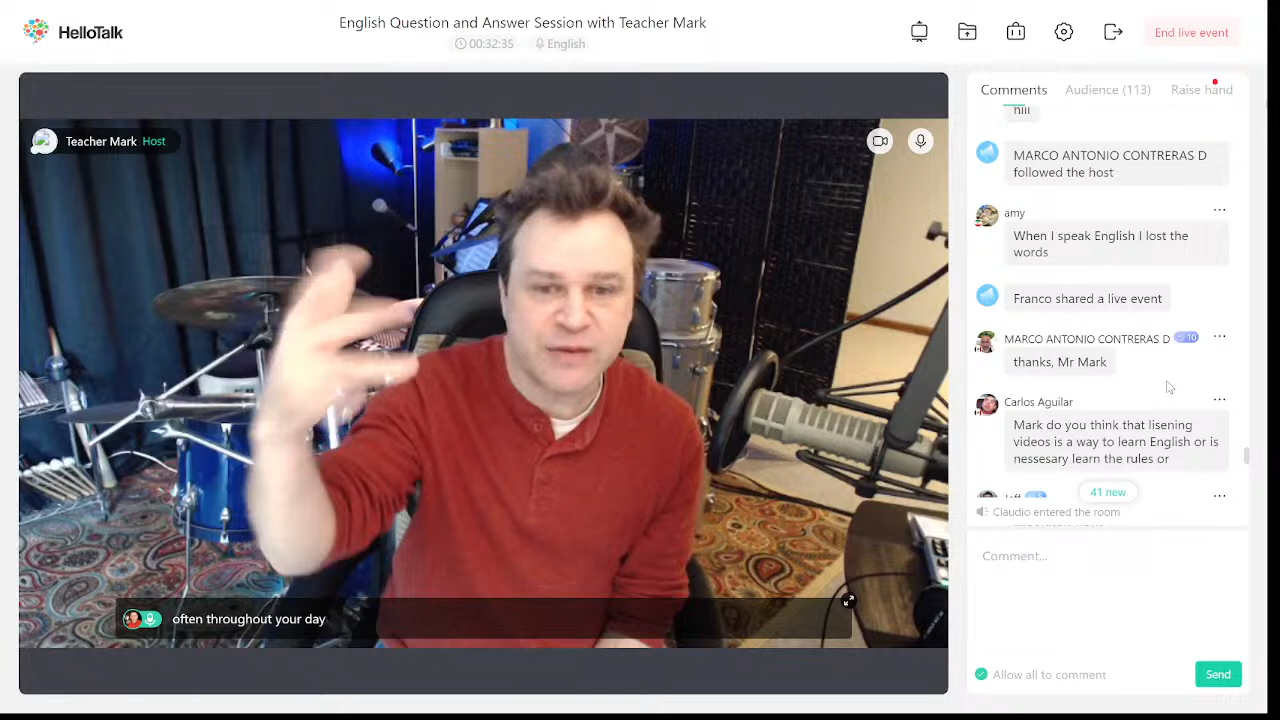 HelloTalk
English Question and Answer Session with Teacher Mark
00:32:35 English
End live event
Teacher Mark Host
often throughout your day
Comments Audience (113) Raise hand
hiii
MARCO ANTONIO CONTRERAS D
followed the host
amy
When I speak English I lost the
words
Franco shared a live event
MARCO ANTONIO CONTRERAS D 10
thanks, Mr Mark
Carlos Aguilar
Mark do you think that lisening
videos is a way to learn English or is
nessesary learn the rules or
41 new
Claudio entered the room
Comment...
Allow all to comment
Send